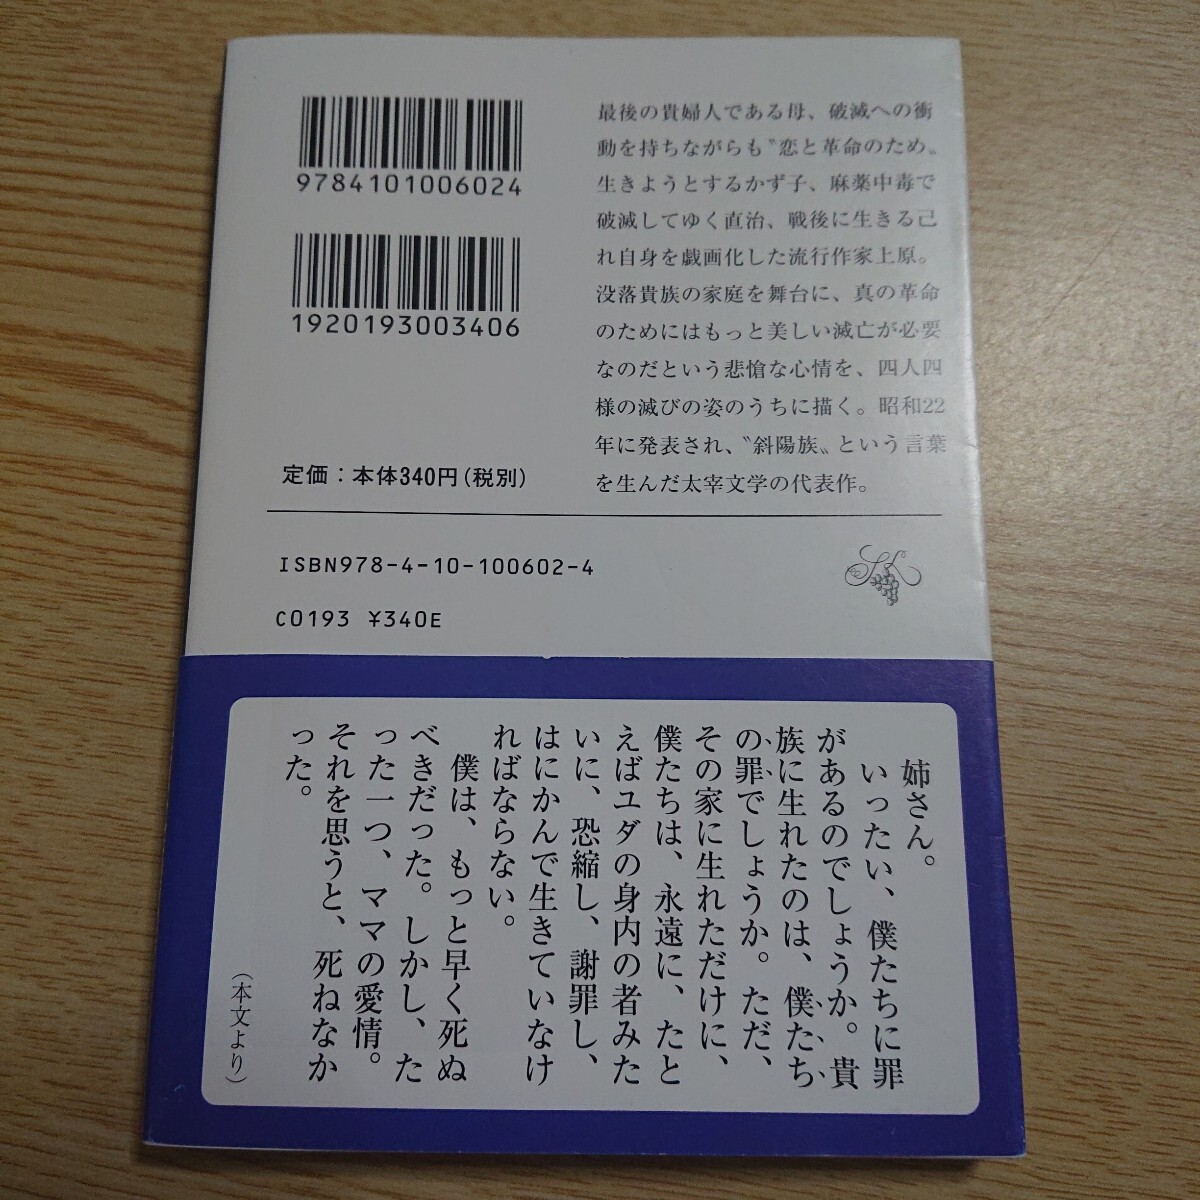 9784101006024
1920193003406
定価：本体340円(税別)
最後の貴婦人である母、破滅への衝
動を持ちながらも〝恋と革命のため〟
生きようとするかず子、麻薬中毒で
破滅してゆく直治、戦後に生きる己
れ自身を戯画化した流行作家上原。
没落貴族の家庭を舞台に、真の革命
のためにはもっと美しい滅亡が必要
なのだという悲愴な心情を、四人四
様の滅びの姿のうちに描く。昭和22
年に発表され、〝斜陽族〟という言葉
を生んだ太宰文学の代表作。
ISBN978-4-10-100602-4
C0193 ¥340E
姉さん。
いったい、僕たちに罪
があるのでしょうか。貴
族に生れたのは、僕たち
の罪でしょうか。ただ、
その家に生れただけに、
僕たちは、永遠に、たと
えばユダの身内の者みた
いに、恐縮し、謝罪し、
はにかんで生きていなけ
ればならない。
僕は、もっと早く死ぬ
べきだった。しかし、た
った一つ、ママの愛情。
それを思うと、死ねなか
った。
(本文より)